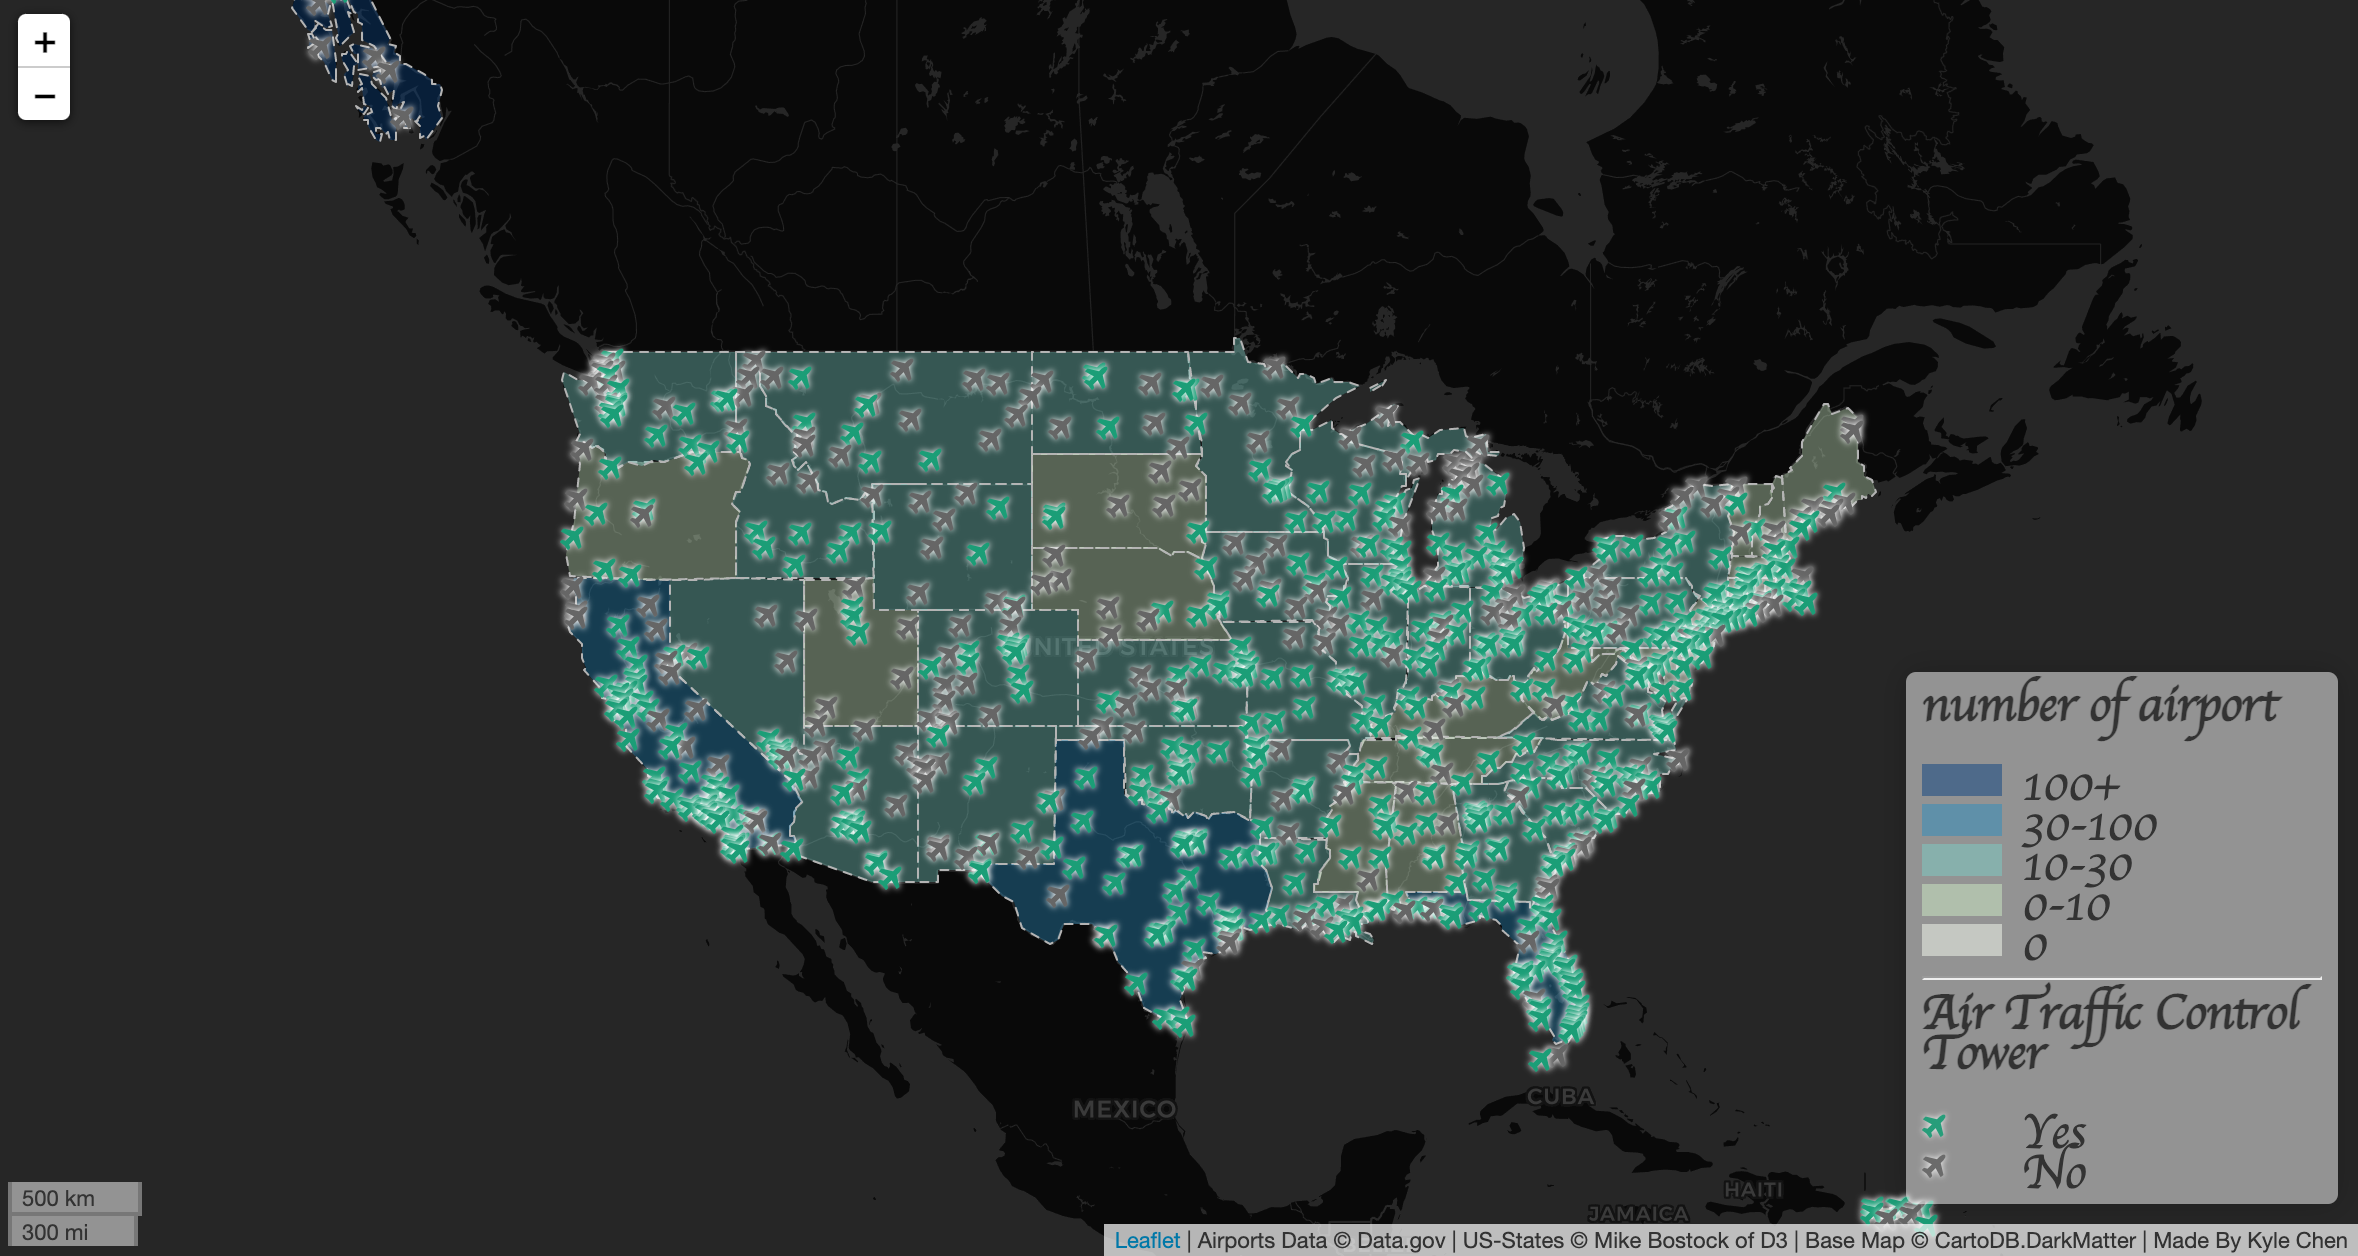 +
−
UNITED STATES
number of airport
100+
30-100
10-30
0-10
0
Air Traffic Control
Tower
Yes
No
MEXICO
CUBA
HAITI
JAMAICA
500 km
300 mi
Leaflet | Airports Data © Data.gov | US-States © Mike Bostock of D3 | Base Map © CartoDB.DarkMatter | Made By Kyle Chen